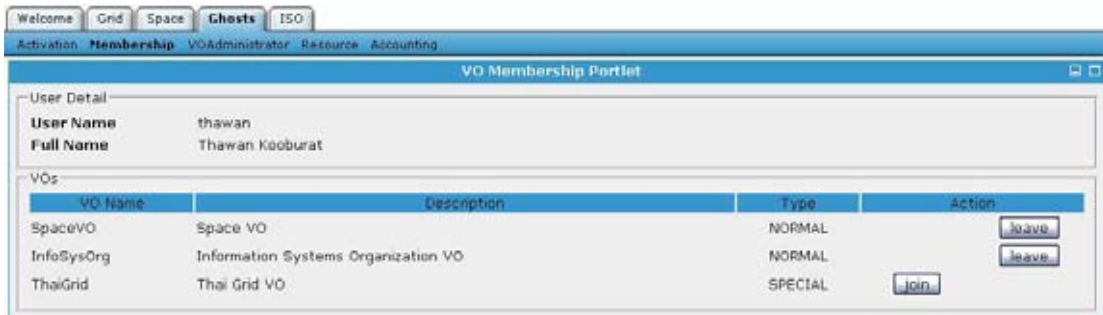 Welcome Grid Space Ghosts ISO
Activation Membership VOAdministrator Resource Accounting
VO Membership Portlet
User Detail
User Name thawan
Full Name Thawan Kooburat
VOs
VO Name Description Type Action
SpaceVO Space VO NORMAL leave
InfoSysOrg Information Systems Organization VO NORMAL leave
ThaiGrid Thai Grid VO SPECIAL join